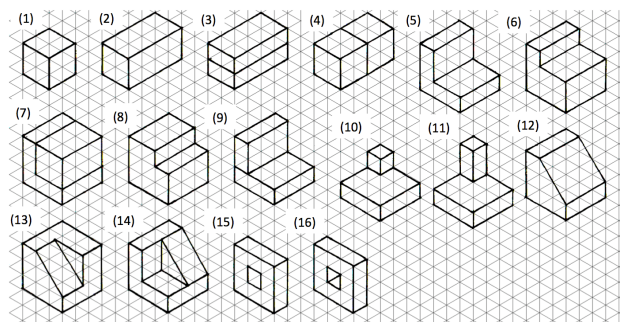 (1) (2) (3) (4) (5) (6)
(7) (8) (9) (10) (11) (12)
(13) (14) (15) (16)